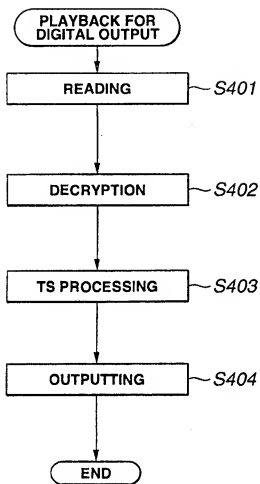 PLAYBACK FOR
DIGITAL OUTPUT
READING
S401
DECRYPTION
S402
TS PROCESSING
S403
OUTPUTTING
S404
END